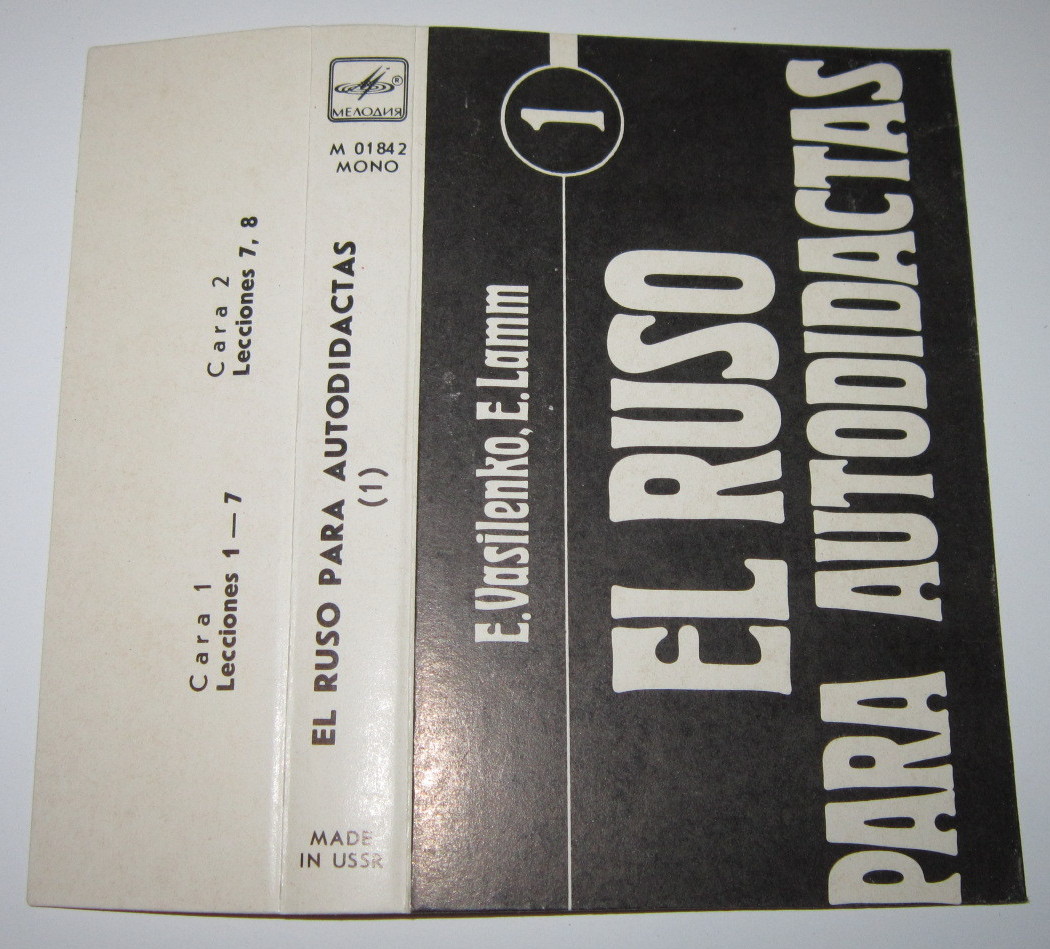 Cara 1
Lecciones 1—7
Cara 2
Lecciones 7, 8
МЕЛОДИЯ
®
M 01842
MONO
EL RUSO PARA AUTODIDACTAS
(1)
MADE
IN USSR
1
E. Vasilenko, E. Lamm
EL RUSO
PARA AUTODIDACTAS